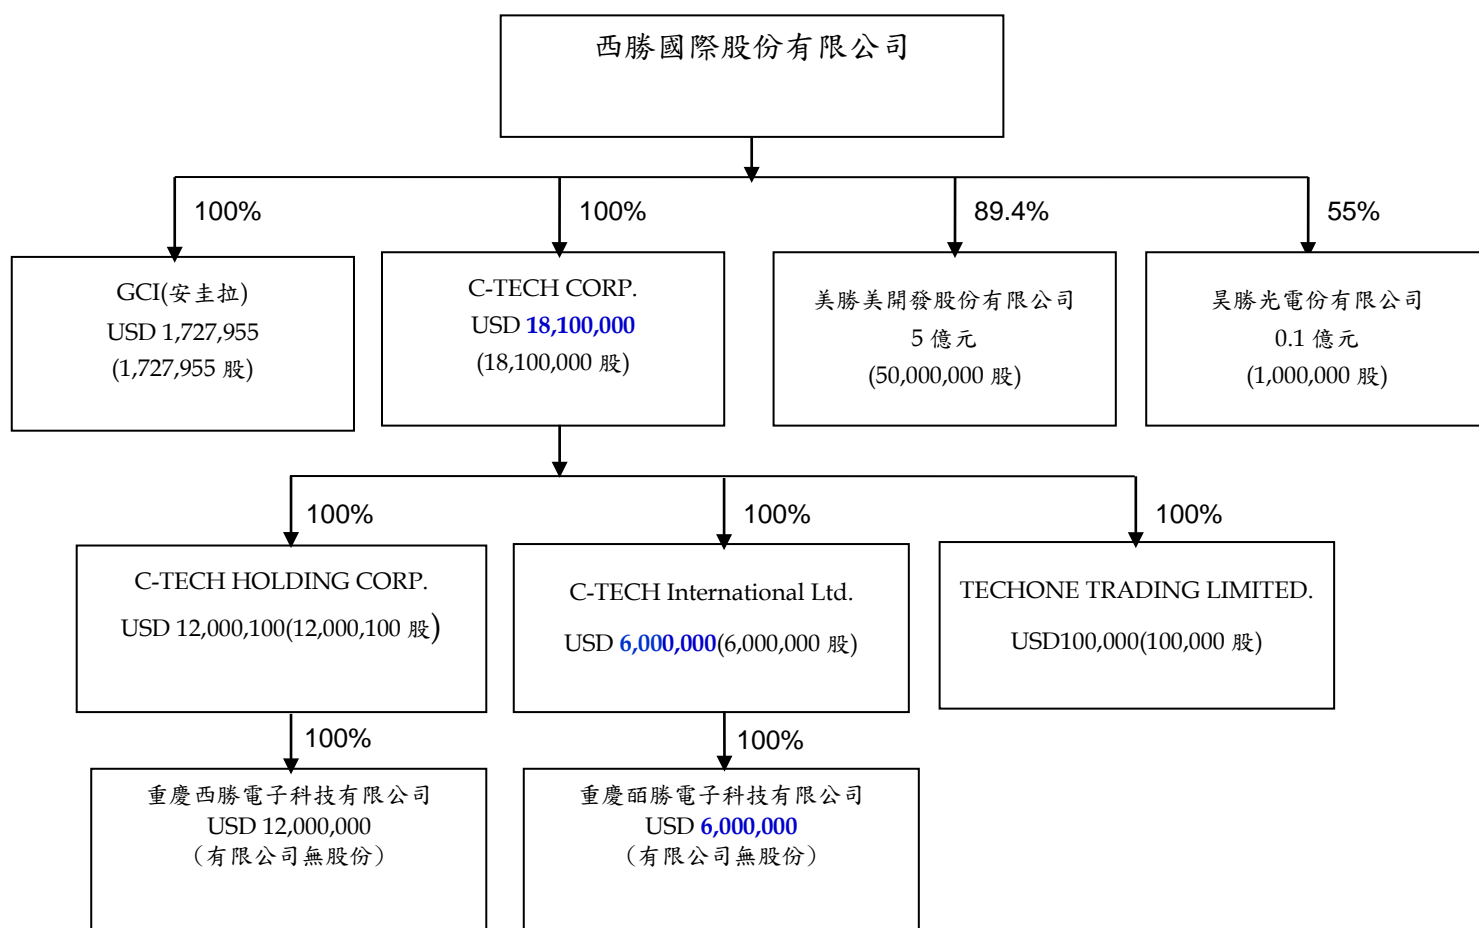 西勝國際股份有限公司
100%
100%
89.4%
55%
GCI(安圭拉)
USD 1,727,955
(1,727,955 股)
C-TECH CORP.
USD 18,100,000
(18,100,000 股)
美勝美開發股份有限公司
5 億元
(50,000,000 股)
昊勝光電份有限公司
0.1 億元
(1,000,000 股)
100%
100%
100%
C-TECH HOLDING CORP.
USD 12,000,100(12,000,100 股)
C-TECH International Ltd.
USD 6,000,000(6,000,000 股)
TECHONE TRADING LIMITED.
USD100,000(100,000 股)
100%
100%
重慶西勝電子科技有限公司
USD 12,000,000
（有限公司無股份）
重慶皕勝電子科技有限公司
USD 6,000,000
（有限公司無股份）